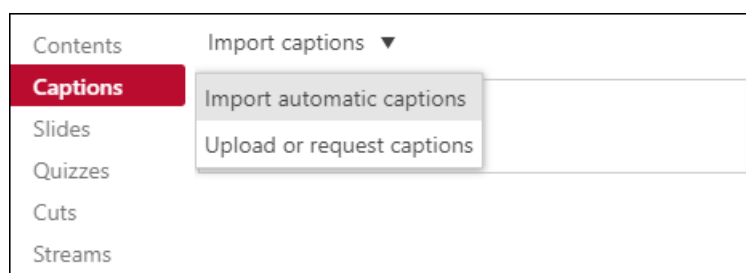 Contents
Captions
Slides
Quizzes
Cuts
Streams
Import captions ▼
Import automatic captions
Upload or request captions